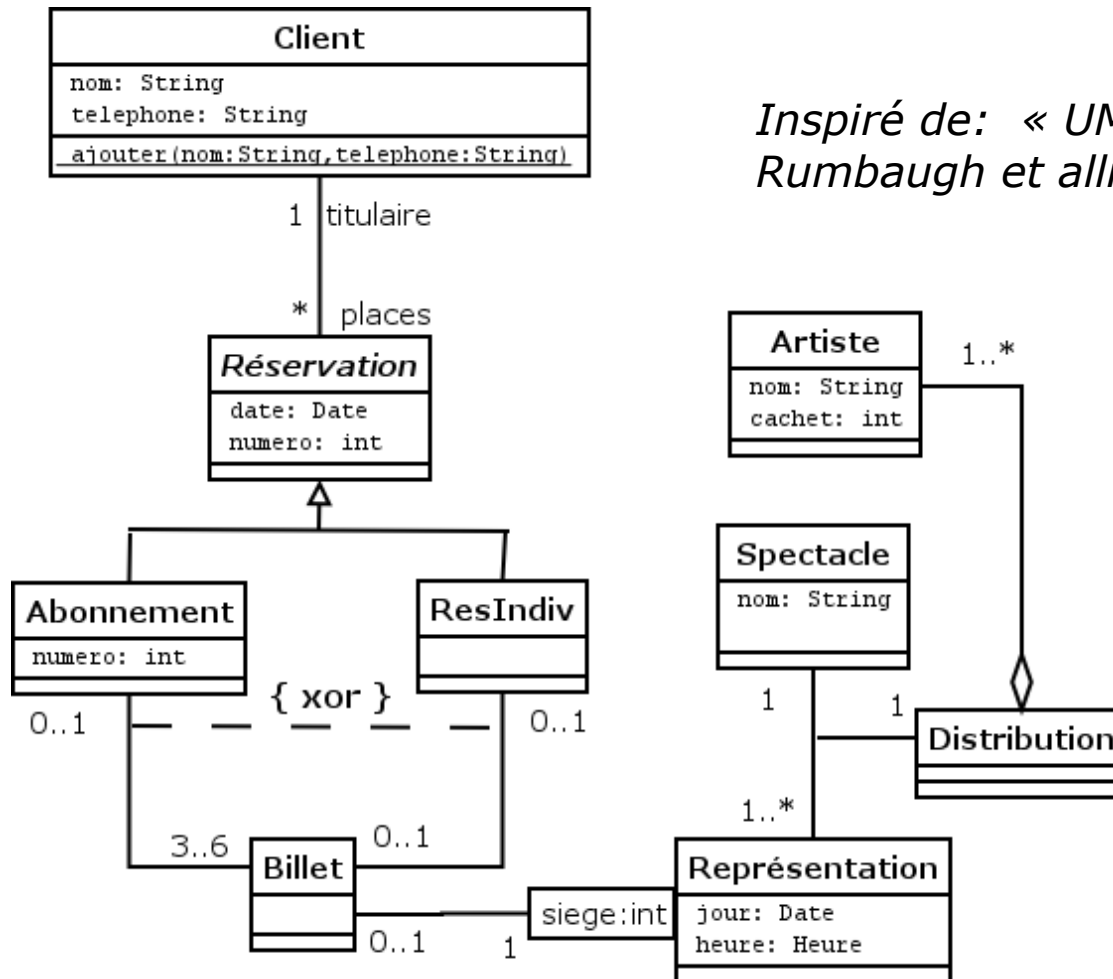 Client
nom: String
telephone: String
ajouter(nom:String,telephone:String)
Inspiré de: « UM
Rumbaugh et alli
1 titulaire
* places
Réservation
date: Date
numero: int
Artiste
nom: String
cachet: int
1..*
Spectacle
nom: String
Abonnement
numero: int
ResIndiv
{ xor }
0..1
0..1
1
1
Distribution
3..6
0..1
1..*
Billet
0..1
1
siege:int
Représentation
jour: Date
heure: Heure